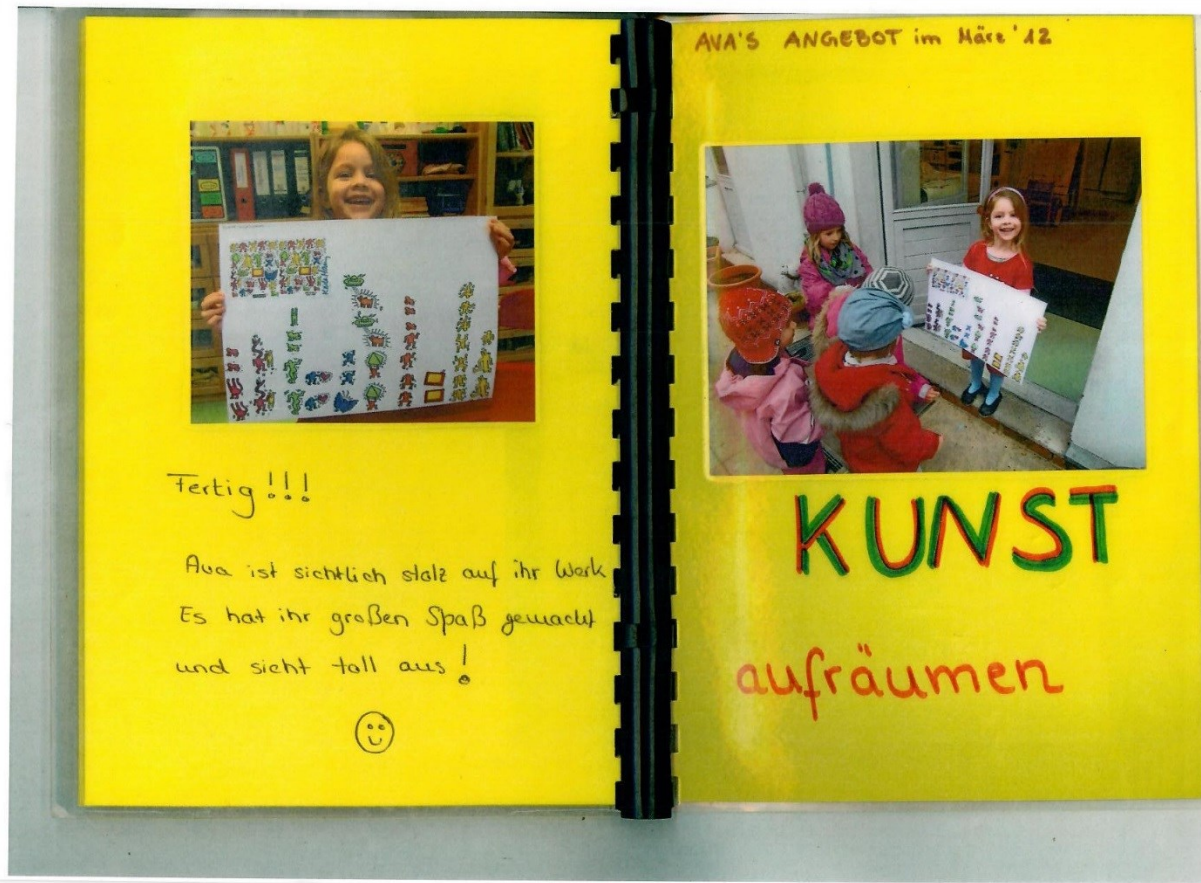 Fertig!!!
Ava ist sichtlich stolz auf ihr Werk
Es hat ihr großen Spaß gemacht
und sieht toll aus!
AVA'S ANGEBOT im März '12
KUNST
aufräumen